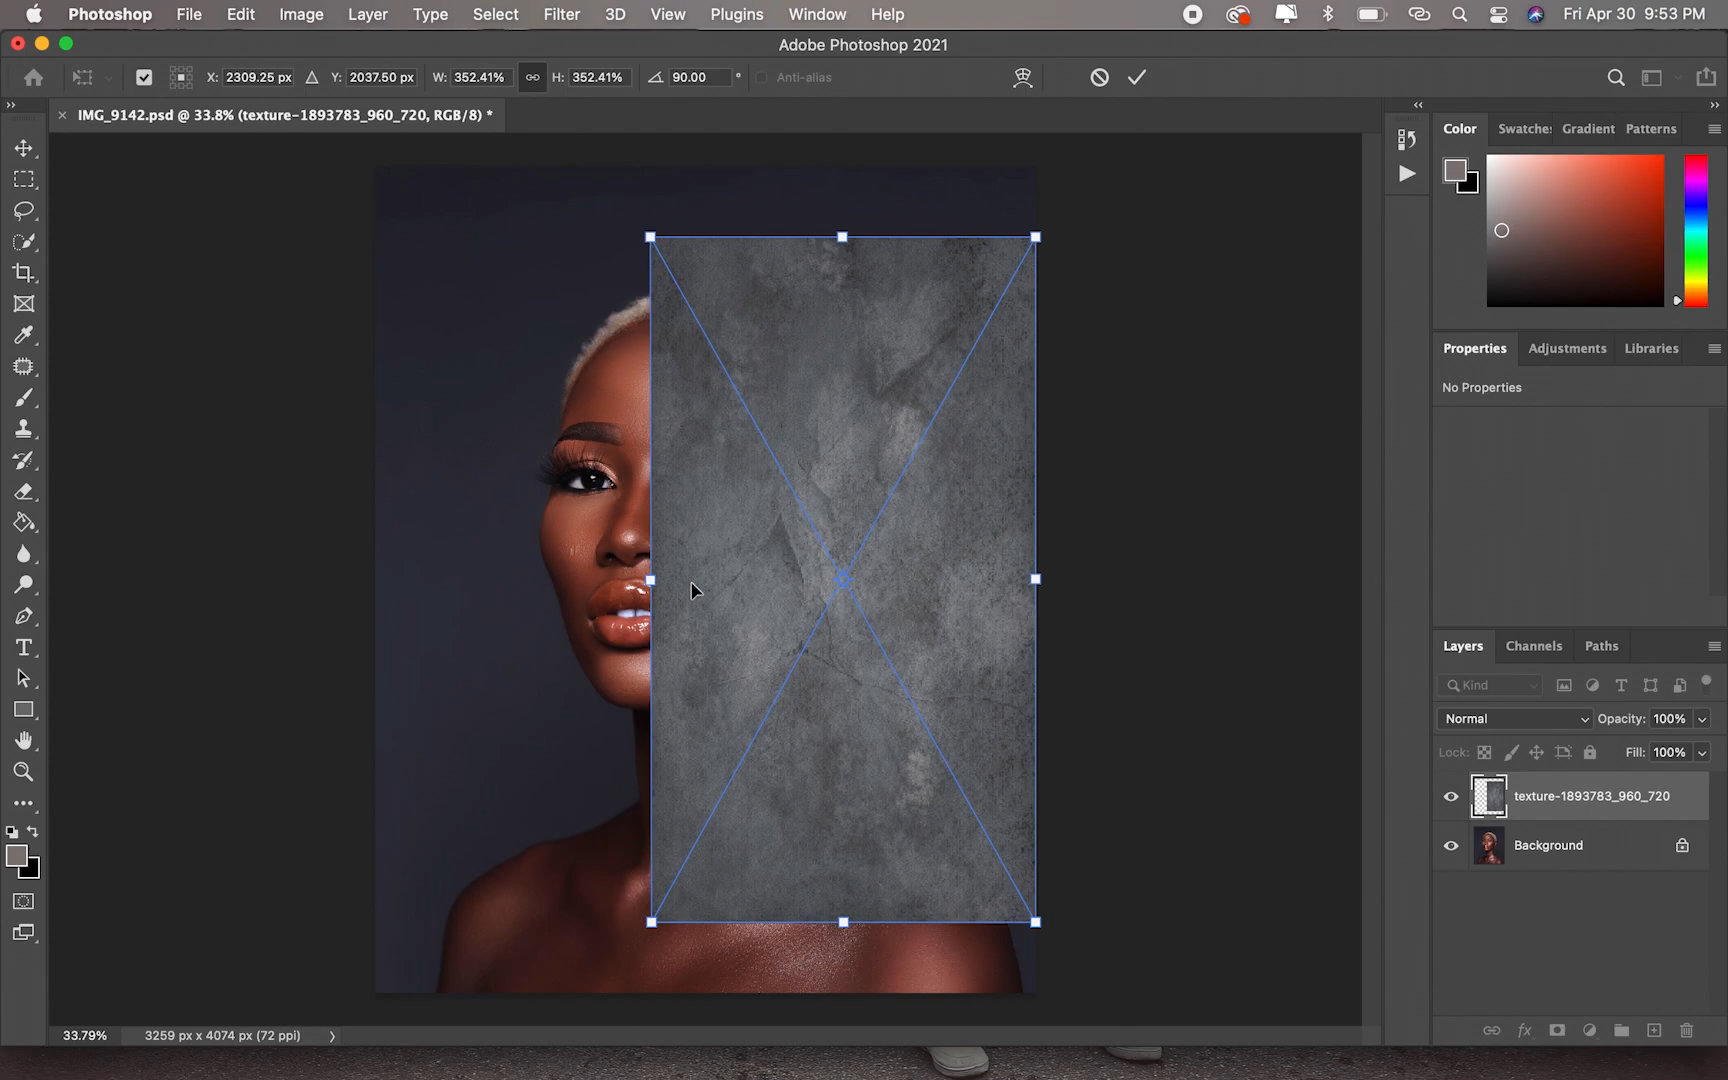 Photoshop File Edit Image Layer Type Select Filter 3D View Plugins Window Help Fri Apr 30 9:53 PM
Adobe Photoshop 2021
X: 2309.25 px Y: 2037.50 px W: 352.41% H: 352.41% 90.00 ° Anti-alias
IMG_9142.psd @ 33.8% (texture-1893783_960_720, RGB/8) *
Color Swatches Gradient Patterns
Properties Adjustments Libraries
No Properties
Layers Channels Paths
Kind
Normal Opacity: 100%
Lock: Fill: 100%
texture-1893783_960_720
Background
33.79% 3259 px x 4074 px (72 ppi)